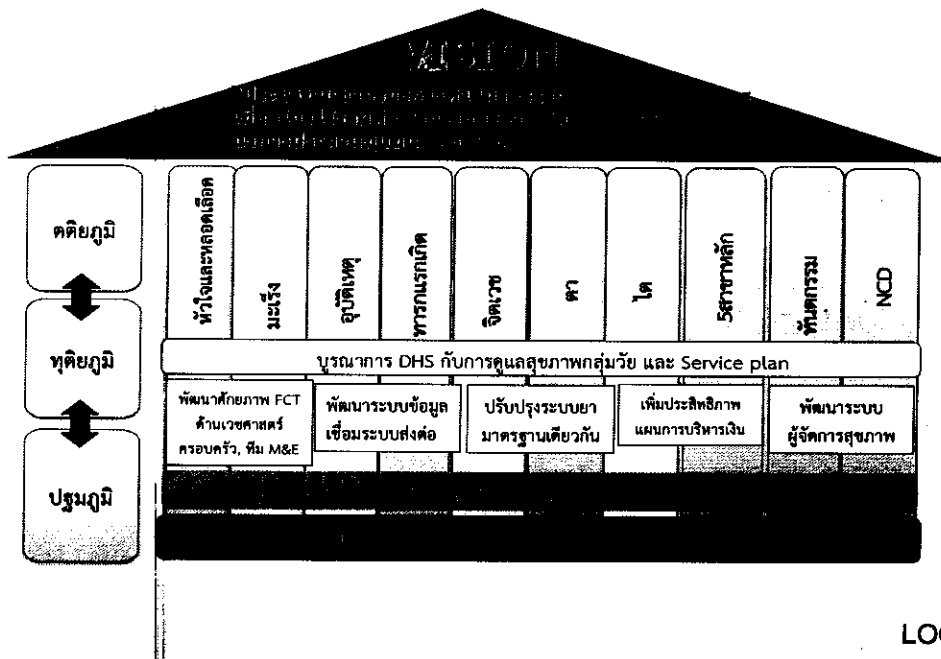 VISION
ตติยภูมิ
ทุติยภูมิ
ปฐมภูมิ
หัวใจและหลอดเลือด
มะเร็ง
อุบัติเหตุ
ทารกแรกเกิด
จิตเวช
ตา
ไต
5สาขาหลัก
ทันตกรรม
NCD
บูรณาการ DHS กับการดูแลสุขภาพกลุ่มวัย และ Service plan
พัฒนาศักยภาพ FCT
ด้านเวชศาสตร์
ครอบครัว, ทีม M&E
พัฒนาระบบข้อมูล
เชื่อมระบบส่งต่อ
ปรับปรุงระบบยา
มาตรฐานเดียวกัน
เพิ่มประสิทธิภาพ
แผนการบริหารเงิน
พัฒนาระบบ
ผู้จัดการสุขภาพ